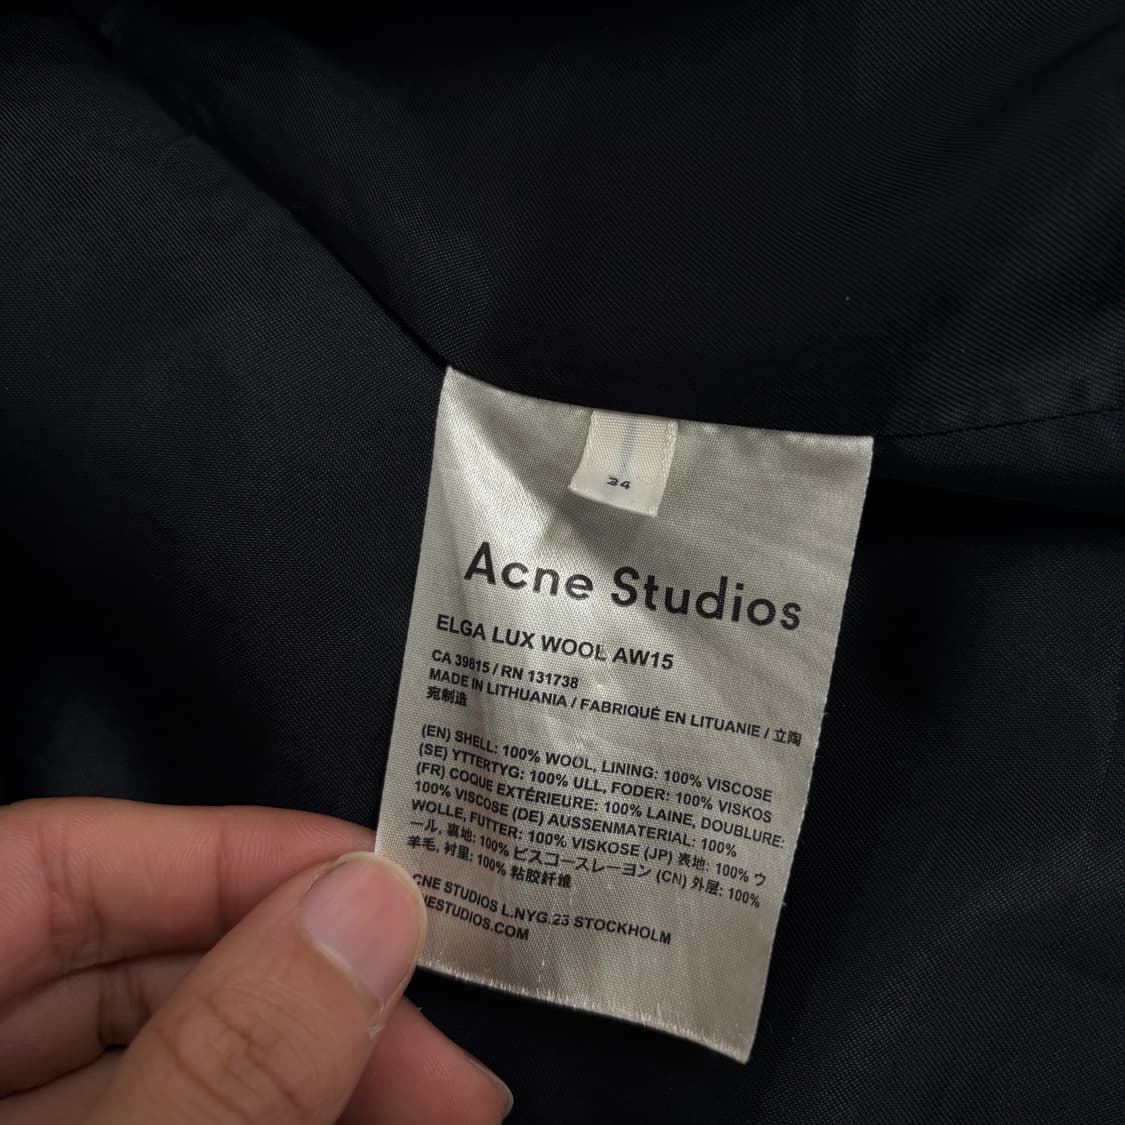 34
Acne Studios
ELGA LUX WOOL AW15
CA 39815 / RN 131738
MADE IN LITHUANIA / FABRIQUÉ EN LITUANIE / 立陶
宛制造
(EN) SHELL: 100% WOOL, LINING: 100% VISCOSE
(SE) YTTERTYG: 100% ULL, FODER: 100% VISKOS
(FR) COQUE EXTÉRIEURE: 100% LAINE, DOUBLURE:
100% VISCOSE (DE) AUSSENMATERIAL: 100%
WOLLE, FUTTER: 100% VISKOSE (JP) 表地: 100% ウ
ール, 裏地: 100% ビスコースレーヨン (CN) 外层: 100%
羊毛, 衬里: 100% 粘胶纤维
CNE STUDIOS L.NYG.23 STOCKHOLM
NESTUDIOS.COM